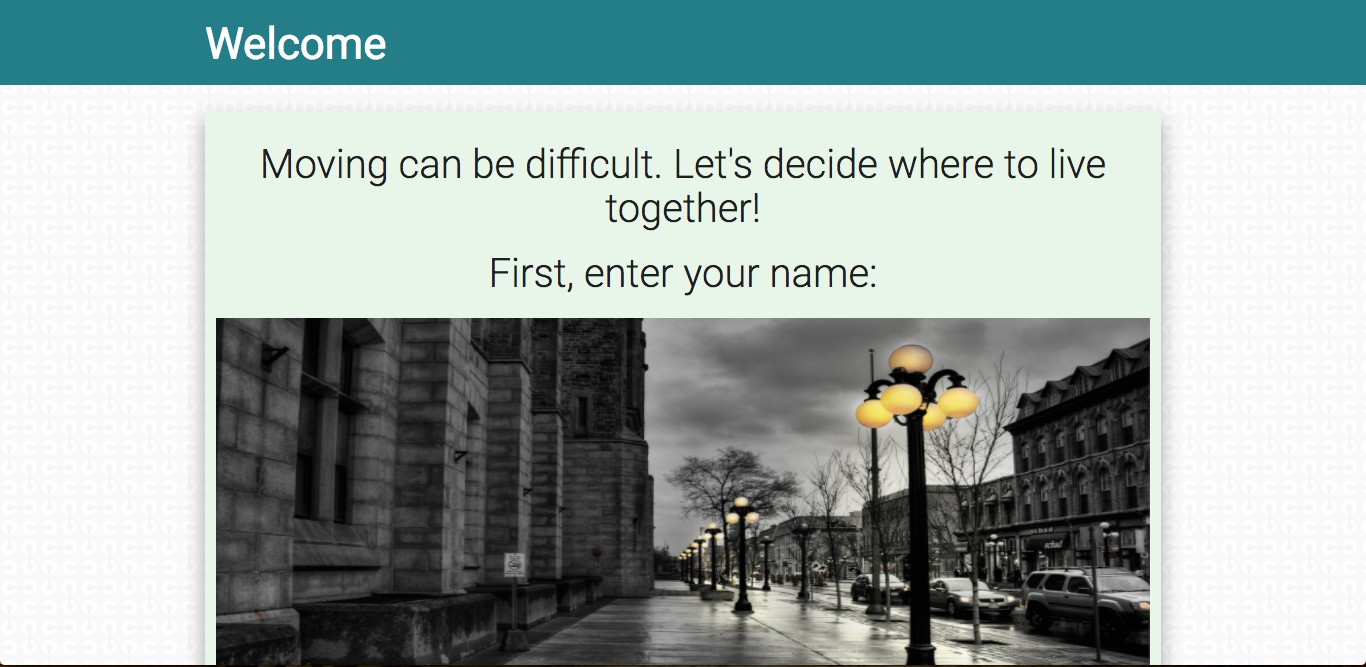 Welcome
Moving can be difficult. Let's decide where to live
together!
First, enter your name: